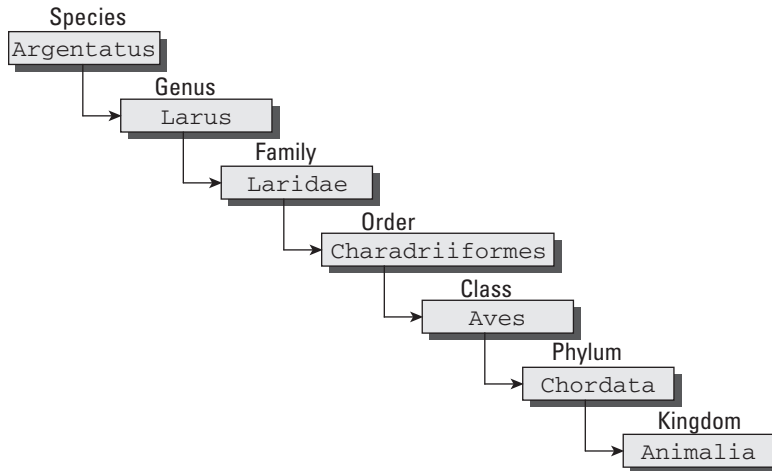 Species
Argentatus
Genus
Larus
Family
Laridae
Order
Charadriiformes
Class
Aves
Phylum
Chordata
Kingdom
Animalia